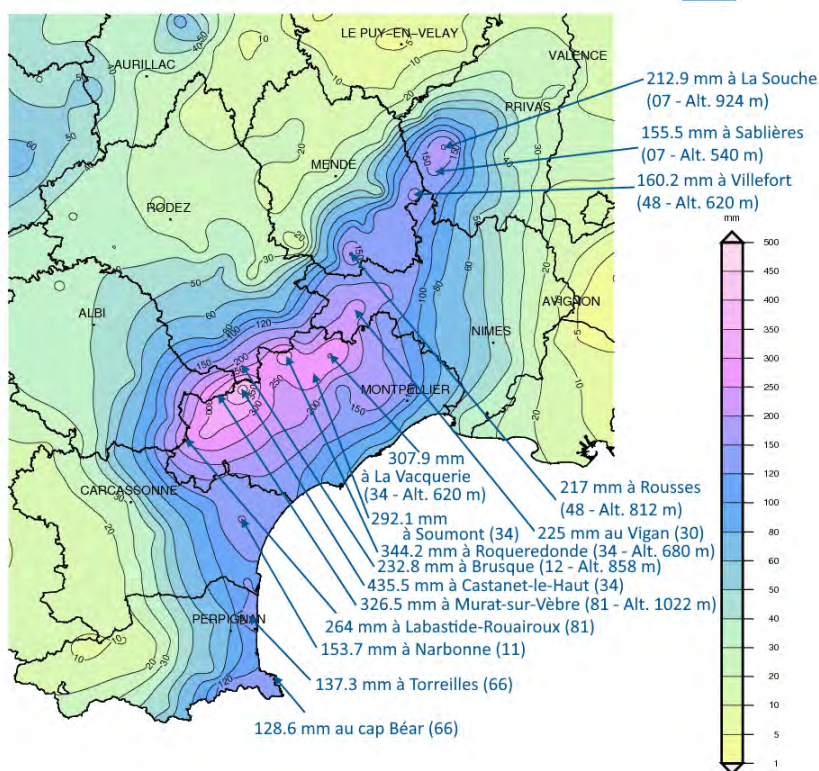 LE PUY-EN-VELAY
AURILLAC
VALENCE
PRIVAS
MENDE
RODEZ
ALBI
AVIGNON
NIMES
MONTPELLIER
CARCASSONNE
PERPIGNAN
212.9 mm à La Souche
(07 - Alt. 924 m)
155.5 mm à Sablières
(07 - Alt. 540 m)
160.2 mm à Villefort
(48 - Alt. 620 m)
307.9 mm
à La Vacquerie
(34 - Alt. 620 m)
217 mm à Rousses
(48 - Alt. 812 m)
292.1 mm
à Soumont (34)
225 mm au Vigan (30)
344.2 mm à Roqueredonde (34 - Alt. 680 m)
232.8 mm à Brusque (12 - Alt. 858 m)
435.5 mm à Castanet-le-Haut (34)
326.5 mm à Murat-sur-Vèbre (81 - Alt. 1022 m)
264 mm à Labastide-Rouairoux (81)
153.7 mm à Narbonne (11)
137.3 mm à Torreilles (66)
128.6 mm au cap Béar (66)
mm
500
450
400
350
300
250
200
150
120
100
80
60
50
40
30
20
10
5
1